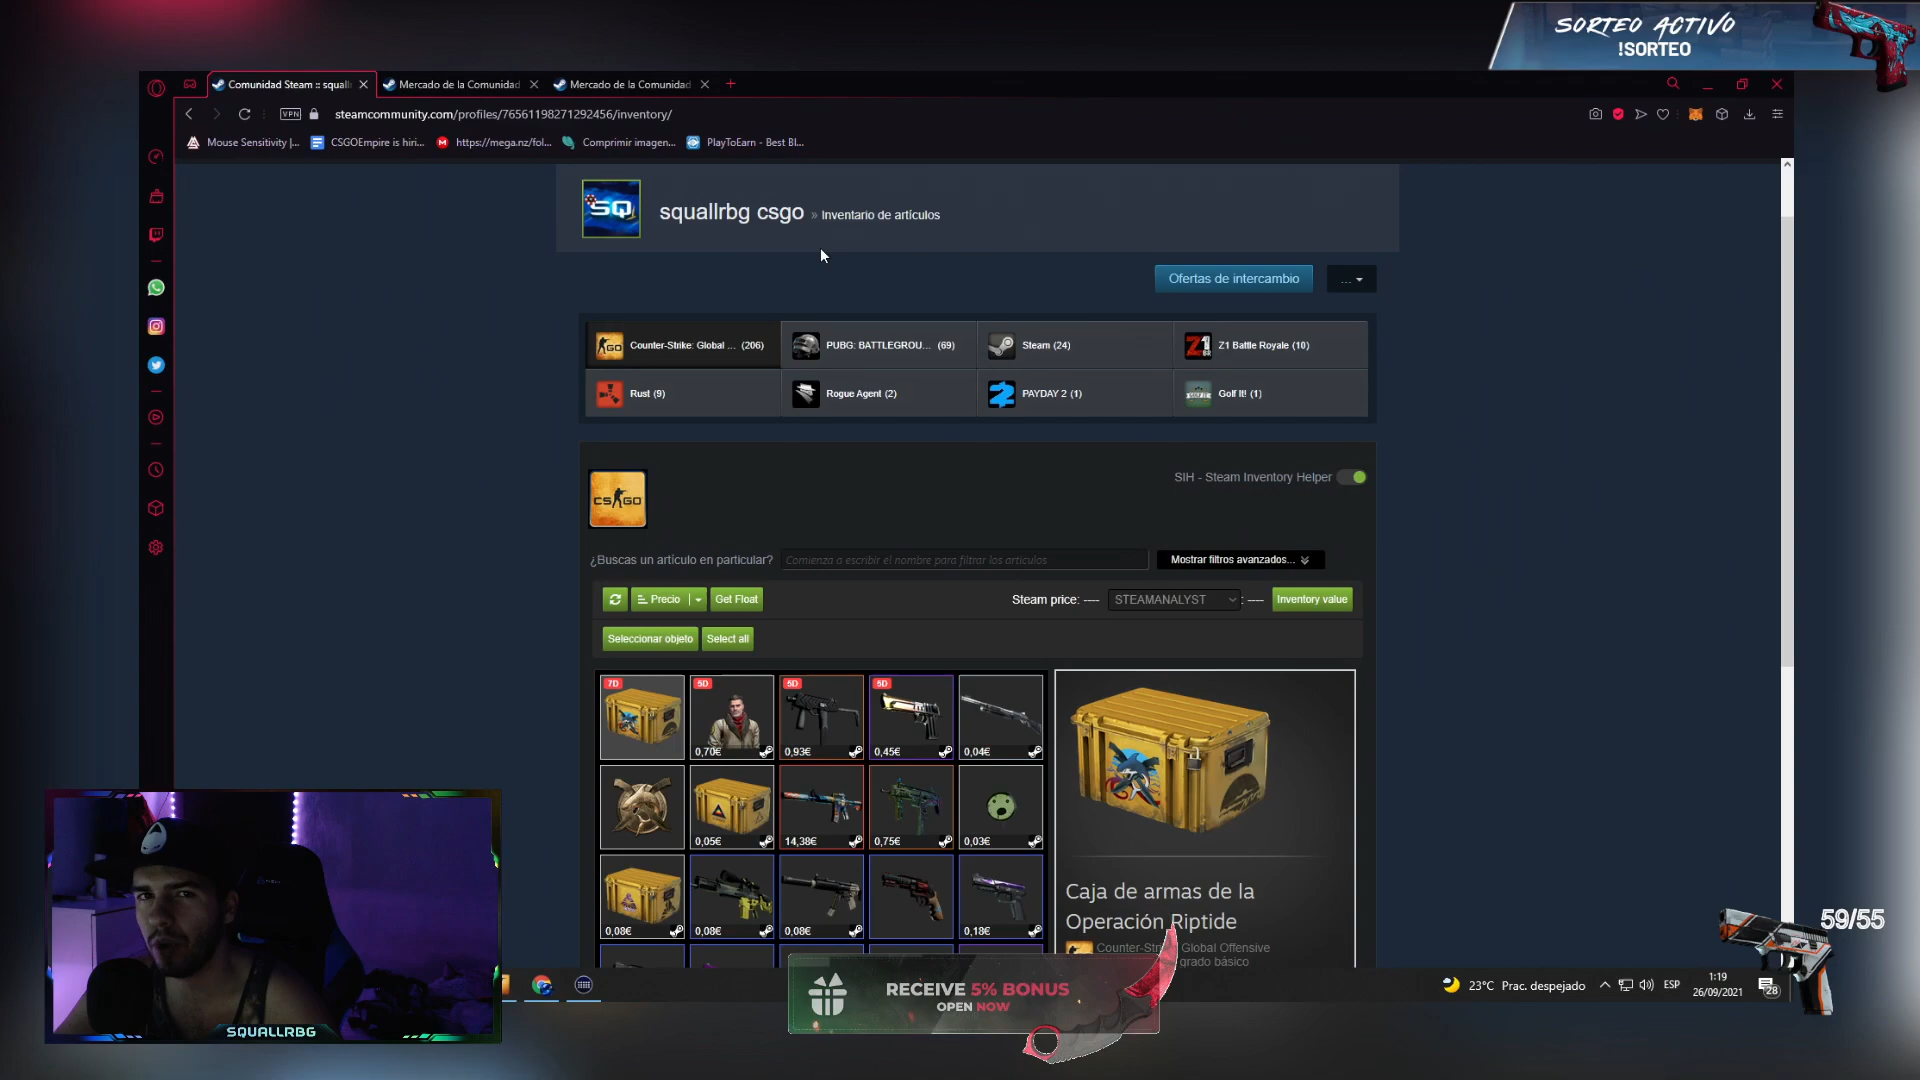 SORTEO ACTIVO
!SORTEO
Comunidad Steam :: squall
Mercado de la Comunidad
Mercado de la Comunidad
VPN
steamcommunity.com/profiles/76561198271292456/inventory/
Mouse Sensitivity |...
CSGOEmpire is hiri...
https://mega.nz/fol...
Comprimir imagen...
PlayToEarn - Best Bl...
SQ
squallrbg csgo » Inventario de artículos
Ofertas de intercambio
...
Counter-Strike: Global ... (206)
PUBG: BATTLEGROU... (69)
Steam (24)
Z1 Battle Royale (10)
Rust (9)
Rogue Agent (2)
PAYDAY 2 (1)
Golf It! (1)
CS GO
SIH - Steam Inventory Helper
¿Buscas un artículo en particular?
Comienza a escribir el nombre para filtrar los artículos
Mostrar filtros avanzados...
Precio
Get Float
Steam price: ----
STEAMANALYST
: ----
Inventory value
Seleccionar objeto
Select all
7D
5D
5D
5D
0,70€
0,93€
0,45€
0,04€
0,05€
14,38€
0,75€
0,03€
0,08€
0,08€
0,08€
0,18€
Caja de armas de la
Operación Riptide
Global Offensive
grado básico
RECEIVE 5% BONUS
OPEN NOW
SQUALLRBG
59/55
23°C Prac. despejado
ESP
1:19
26/09/2021
28